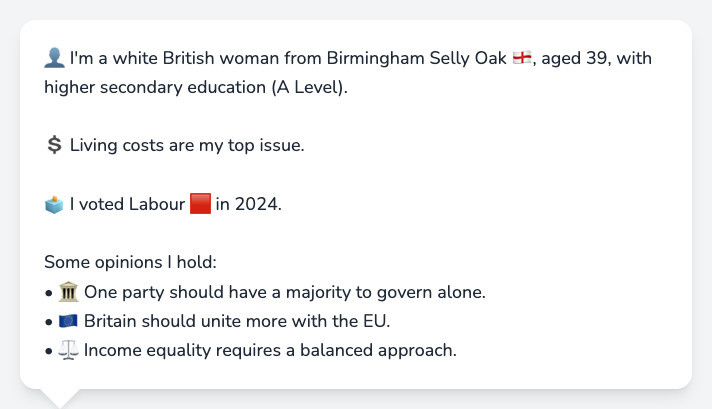 👤 I'm a white British woman from Birmingham Selly Oak 🏴󠁧󠁢󠁥󠁮󠁧󠁿, aged 39, with
higher secondary education (A Level).
💲 Living costs are my top issue.
🗳️ I voted Labour 🟥 in 2024.
Some opinions I hold:
• 🏛️ One party should have a majority to govern alone.
• 🇪🇺 Britain should unite more with the EU.
• ⚖️ Income equality requires a balanced approach.